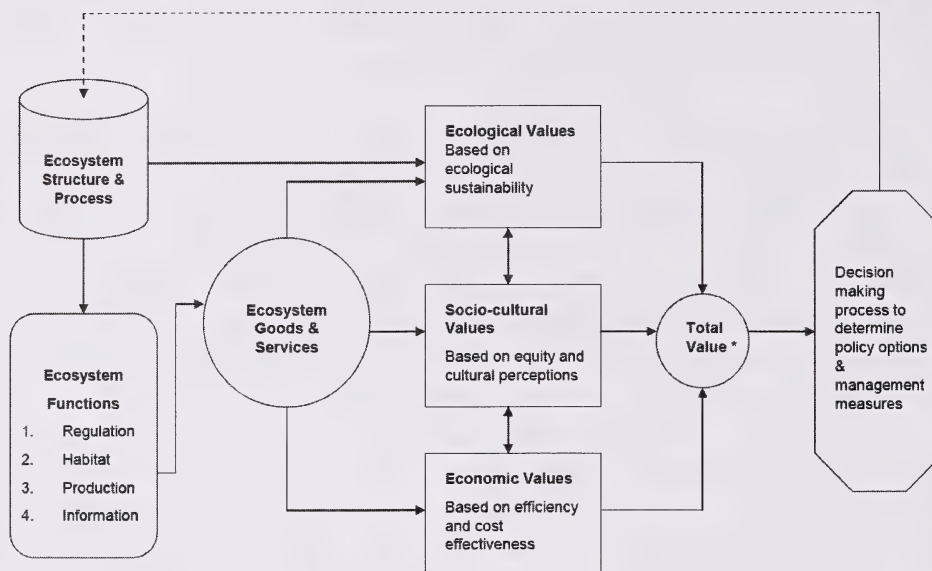 Ecosystem
Structure &
Process
Ecosystem
Functions
1. Regulation
2. Habitat
3. Production
4. Information
Ecosystem
Goods &
Services
Ecological Values
Based on
ecological
sustainability
Socio-cultural
Values
Based on equity and
cultural perceptions
Economic Values
Based on efficiency
and cost
effectiveness
Total
Value *
Decision
making
process to
determine
policy options
&
management
measures